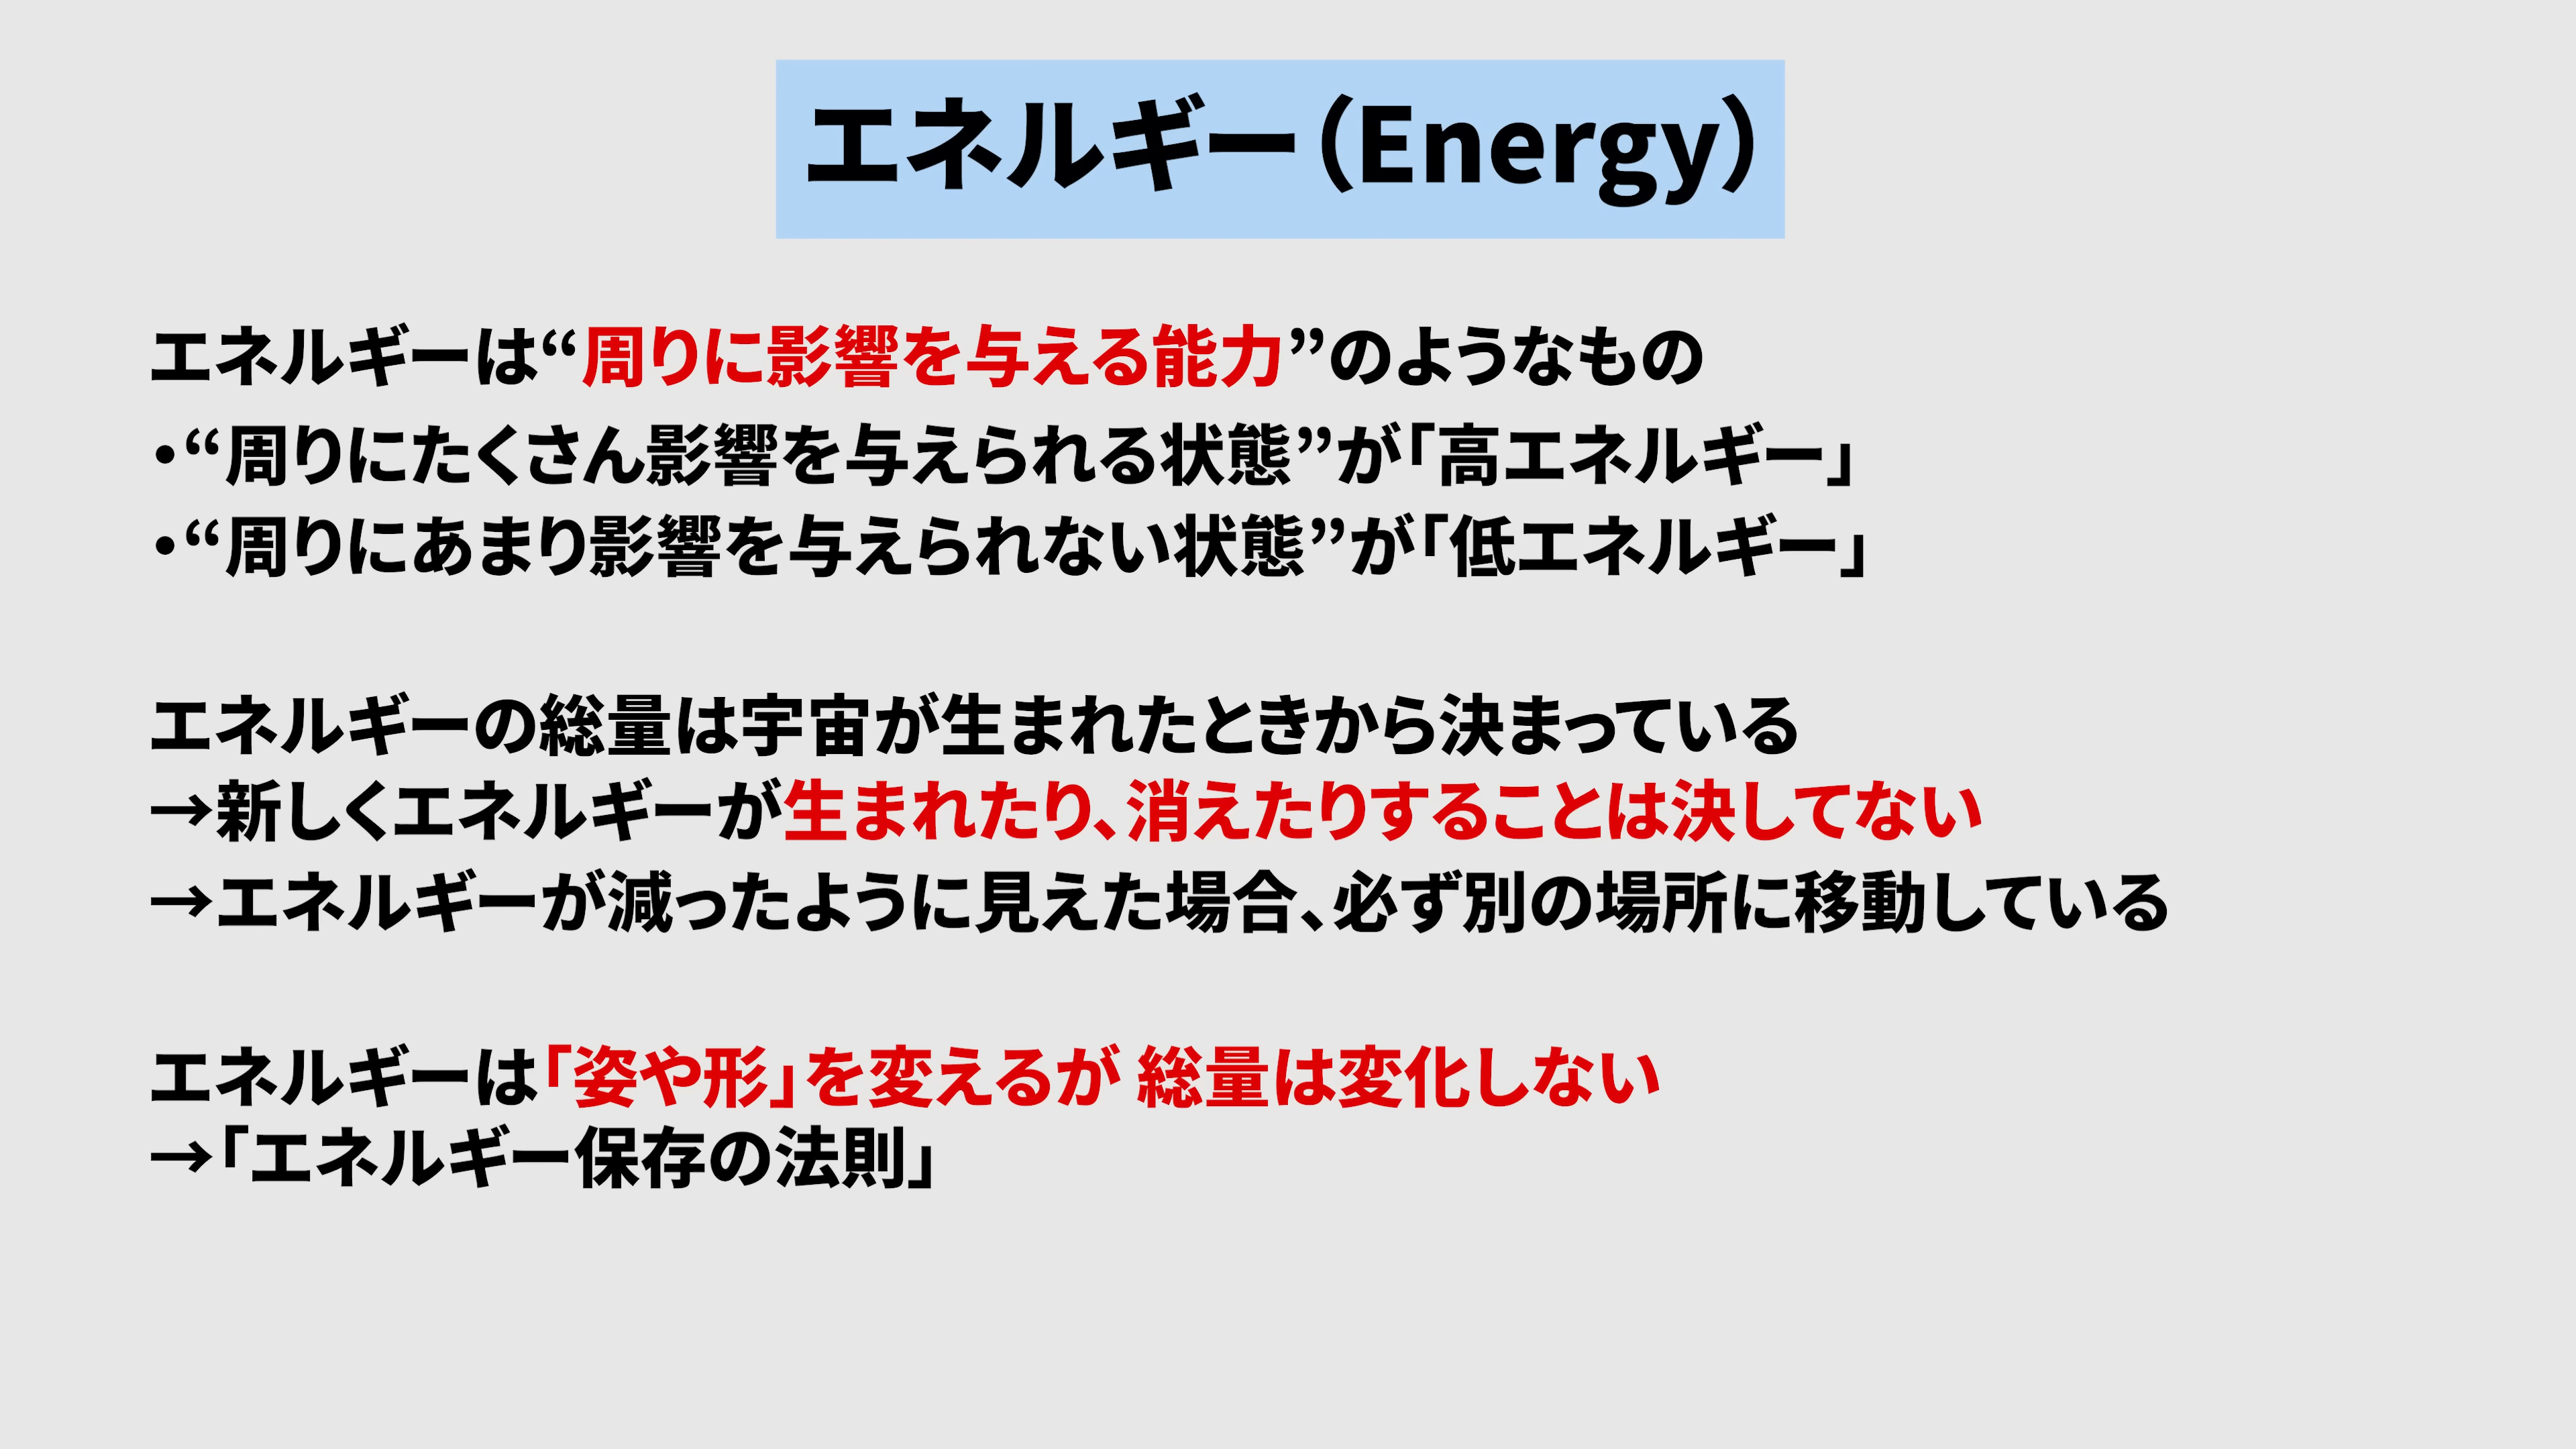 エネルギー（Energy）
エネルギーは“周りに影響を与える能力”のようなもの
・“周りにたくさん影響を与えられる状態”が「高エネルギー」
・“周りにあまり影響を与えられない状態”が「低エネルギー」
エネルギーの総量は宇宙が生まれたときから決まっている
→新しくエネルギーが生まれたり、消えたりすることは決してない
→エネルギーが減ったように見えた場合、必ず別の場所に移動している
エネルギーは「姿や形」を変えるが 総量は変化しない
→「エネルギー保存の法則」